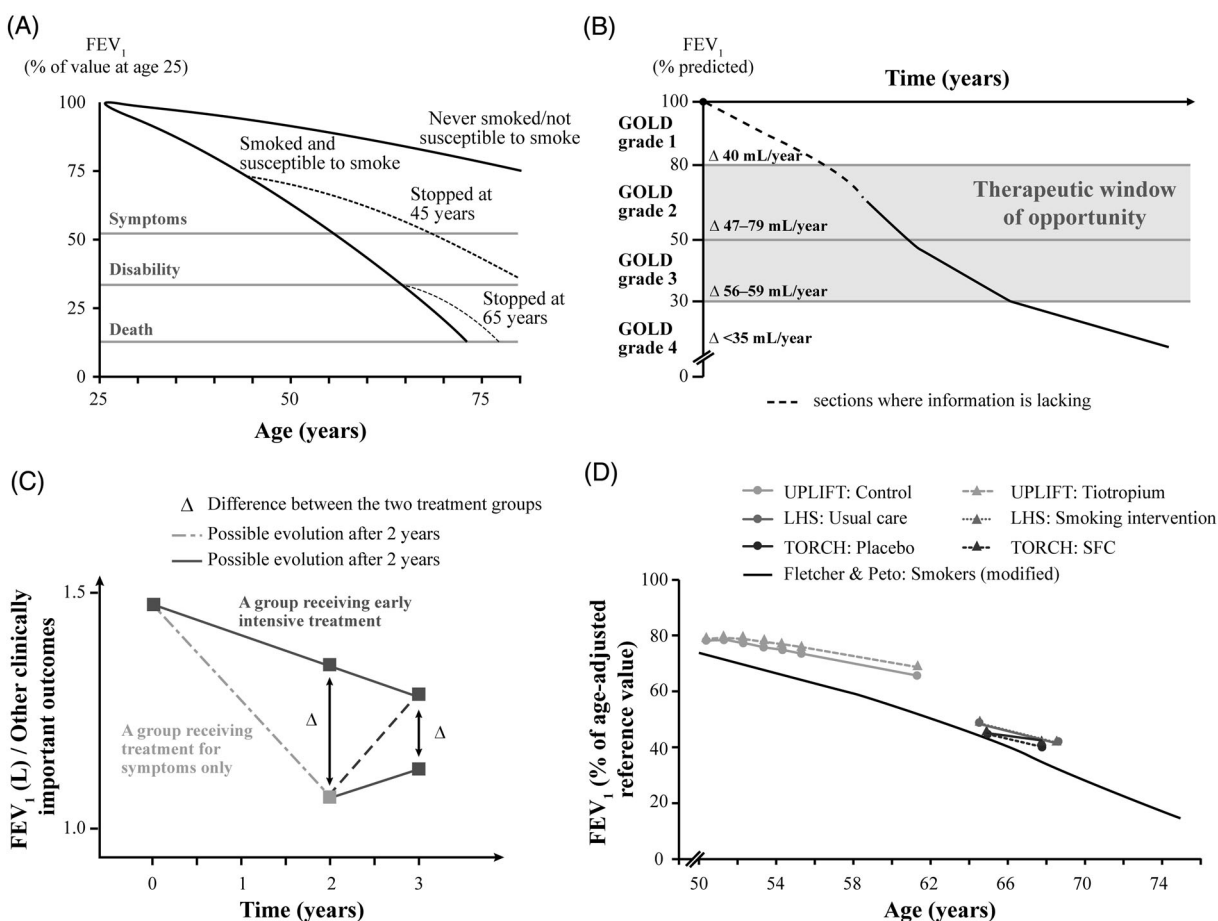 (A)
FEV1
(% of value at age 25)
100
75
50
25
0
Never smoked/not
susceptible to smoke
Smoked and
susceptible to smoke
Stopped at
45 years
Symptoms
Disability
Stopped at
65 years
Death
25
50
75
Age (years)
(B)
FEV1
(% predicted)
Time (years)
100
GOLD
grade 1
Δ 40 mL/year
80
GOLD
grade 2
Therapeutic window
of opportunity
Δ 47–79 mL/year
50
GOLD
grade 3
Δ 56–59 mL/year
30
GOLD
grade 4
Δ <35 mL/year
0
sections where information is lacking
(C)
Δ Difference between the two treatment groups
Possible evolution after 2 years
Possible evolution after 2 years
FEV1 (L) / Other clinically
important outcomes
1.5
1.0
A group receiving early
intensive treatment
A group receiving
treatment for
symptoms only
Δ
Δ
0
1
2
3
Time (years)
(D)
UPLIFT: Control
UPLIFT: Tiotropium
LHS: Usual care
LHS: Smoking intervention
TORCH: Placebo
TORCH: SFC
Fletcher & Peto: Smokers (modified)
FEV1 (% of age-adjusted
reference value)
100
80
60
40
20
0
50
54
58
62
66
70
74
Age (years)